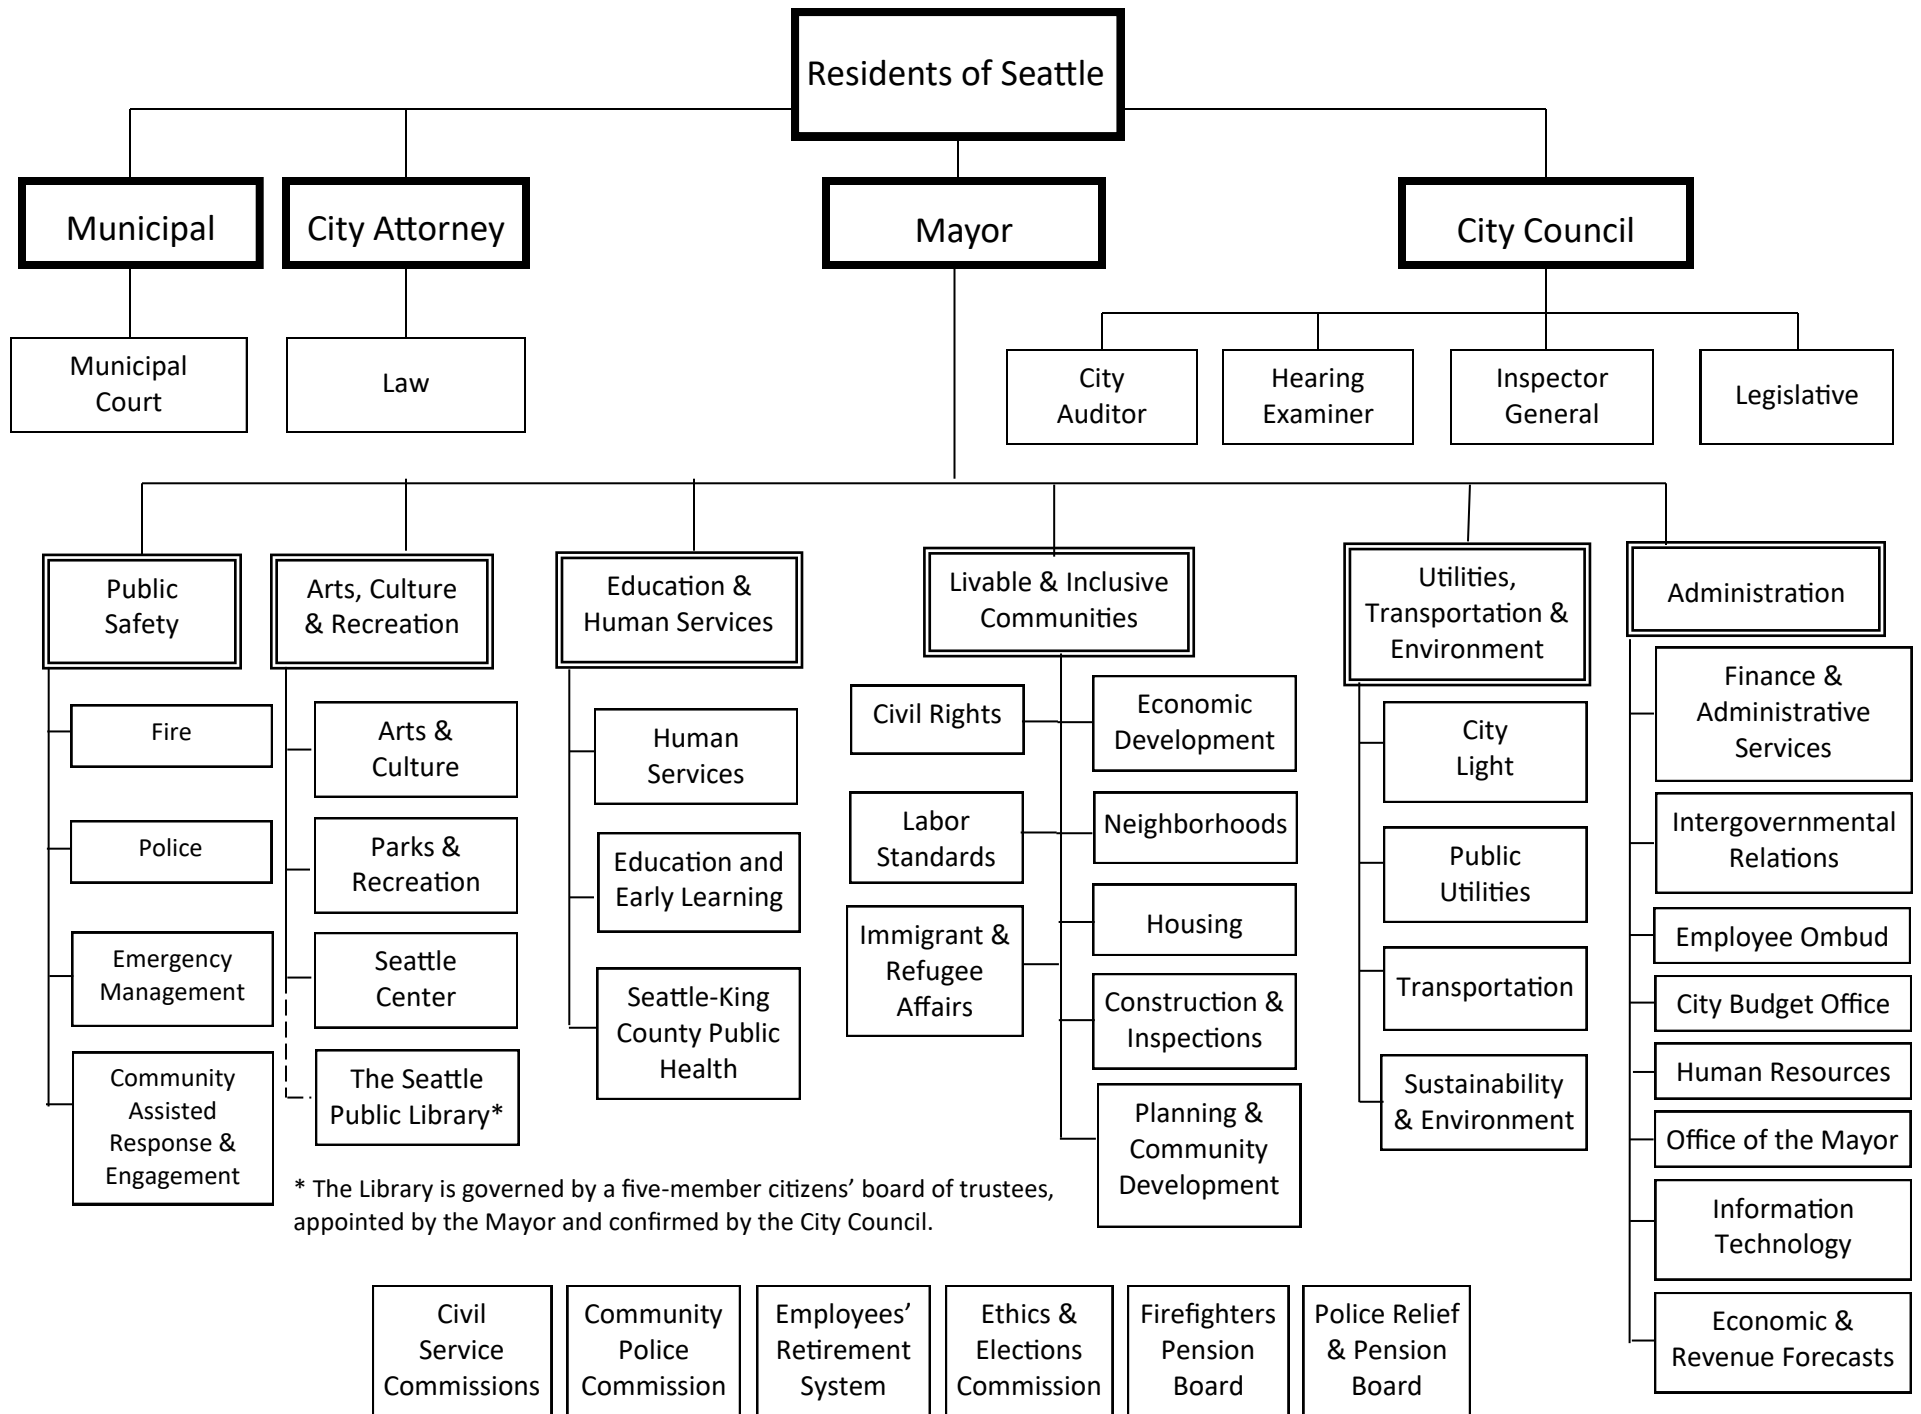 Residents of Seattle
Municipal
City Attorney
Mayor
City Council
Municipal
Court
Law
City
Auditor
Hearing
Examiner
Inspector
General
Legislative
Public
Safety
Fire
Police
Emergency
Management
Community
Assisted
Response &
Engagement
Arts, Culture
& Recreation
Arts &
Culture
Parks &
Recreation
Seattle
Center
The Seattle
Public Library*
Education &
Human Services
Human
Services
Education and
Early Learning
Seattle-King
County Public
Health
Livable & Inclusive
Communities
Civil Rights
Labor
Standards
Immigrant &
Refugee
Affairs
Economic
Development
Neighborhoods
Housing
Construction &
Inspections
Planning &
Community
Development
Utilities,
Transportation &
Environment
City
Light
Public
Utilities
Transportation
Sustainability
& Environment
Administration
Finance &
Administrative
Services
Intergovernmental
Relations
Employee Ombud
City Budget Office
Human Resources
Office of the Mayor
Information
Technology
Economic &
Revenue Forecasts
* The Library is governed by a five-member citizens’ board of trustees,
appointed by the Mayor and confirmed by the City Council.
Civil
Service
Commissions
Community
Police
Commission
Employees’
Retirement
System
Ethics &
Elections
Commission
Firefighters
Pension
Board
Police Relief
& Pension
Board